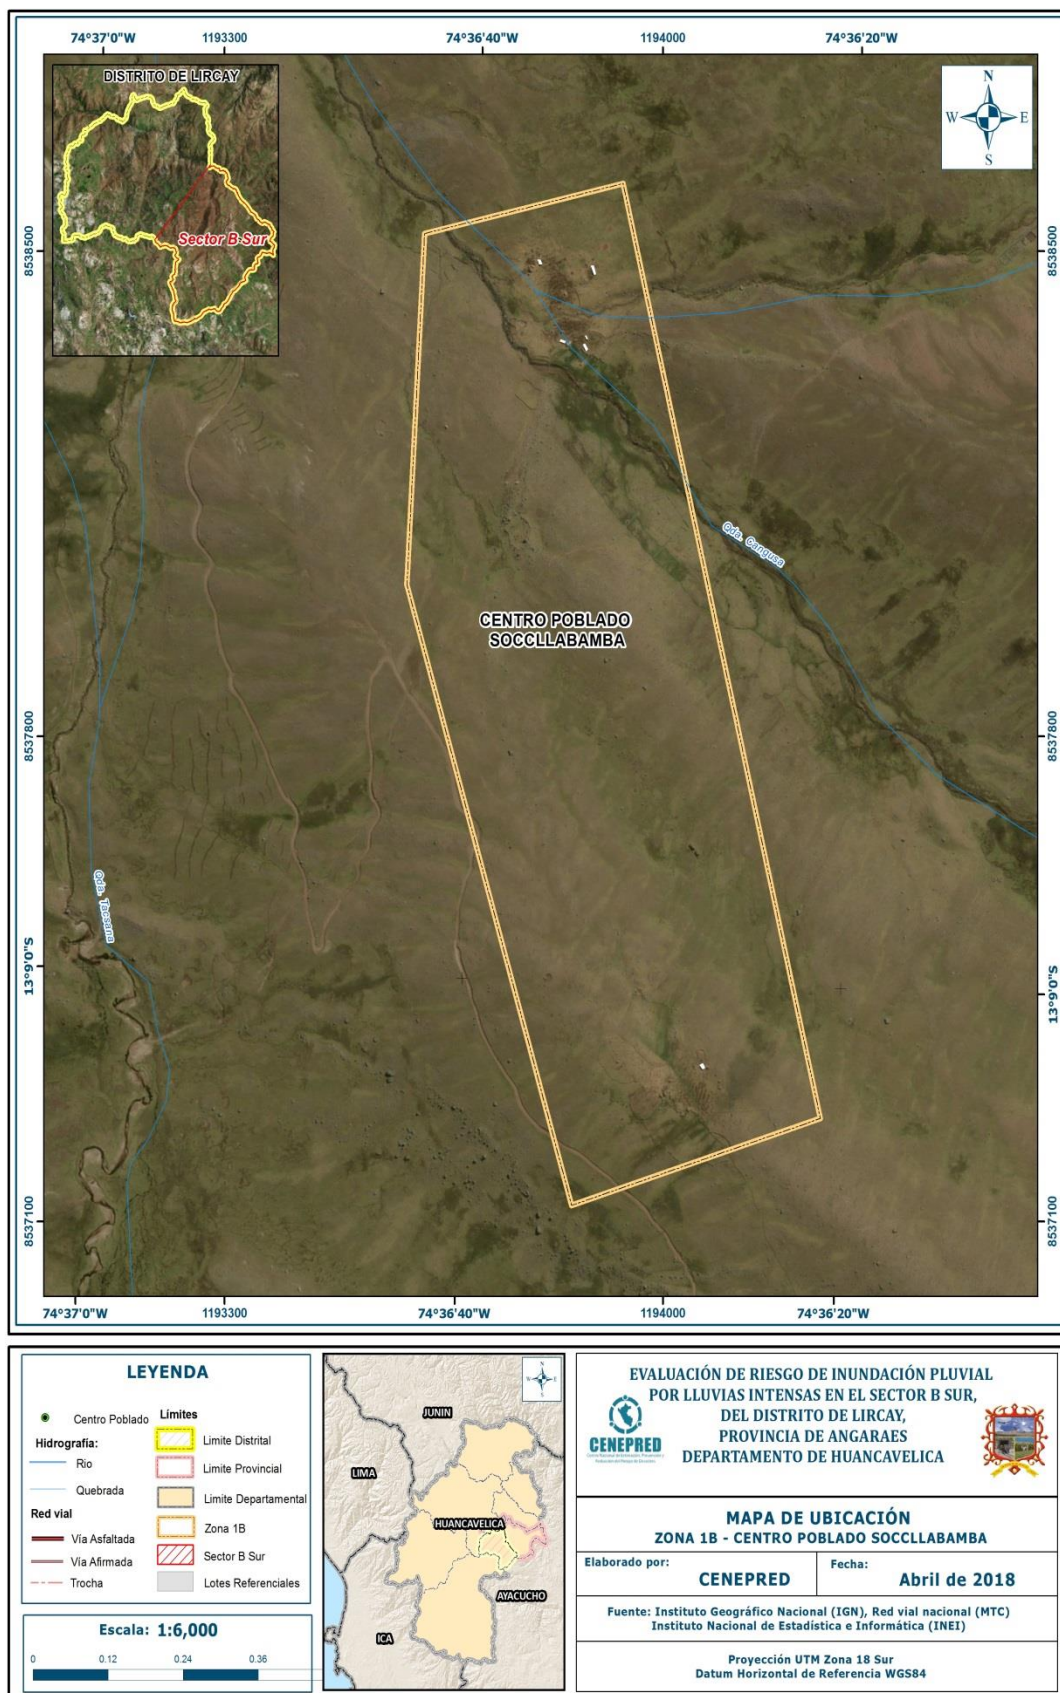 74°37'0"W
1193300
74°36'40"W
1194000
74°36'20"W
DISTRITO DE LIRCAY
Sector B Sur
N
W
E
S
8538500
8538500
Qda. Cangusa
CENTRO POBLADO
SOCCLLABAMBA
8537800
8537800
Qda. Tacsana
13°9'0"S
13°9'0"S
8537100
8537100
74°37'0"W
1193300
74°36'40"W
1194000
74°36'20"W
LEYENDA
Centro Poblado
Hidrografía:
Rio
Quebrada
Red vial
Vía Asfaltada
Vía Afirmada
Trocha
Límites
Limite Distrital
Limite Provincial
Limite Departamental
Zona 1B
Sector B Sur
Lotes Referenciales
Escala: 1:6,000
0 0.12 0.24 0.36
N
W
E
S
JUNIN
LIMA
HUANCAVELICA
AYACUCHO
ICA
EVALUACIÓN DE RIESGO DE INUNDACIÓN PLUVIAL
POR LLUVIAS INTENSAS EN EL SECTOR B SUR,
DEL DISTRITO DE LIRCAY,
PROVINCIA DE ANGARAES
DEPARTAMENTO DE HUANCAVELICA
CENEPRED
MAPA DE UBICACIÓN
ZONA 1B - CENTRO POBLADO SOCCLLABAMBA
Elaborado por:
CENEPRED
Fecha:
Abril de 2018
Fuente: Instituto Geográfico Nacional (IGN), Red vial nacional (MTC)
Instituto Nacional de Estadística e Informática (INEI)
Proyección UTM Zona 18 Sur
Datum Horizontal de Referencia WGS84